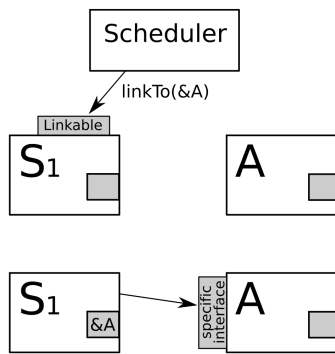 Scheduler
linkTo(&A)
Linkable
S1
A
S1
&A
specific
interface
A